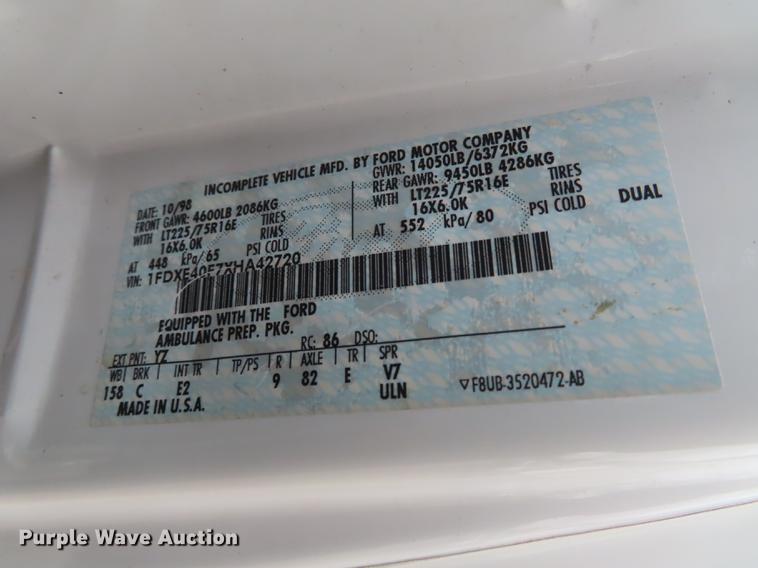 INCOMPLETE VEHICLE MFD. BY FORD MOTOR COMPANY
DATE: 10/98 GVWR: 14050LB/6372KG
FRONT GAWR: 4600LB 2086KG REAR GAWR: 9450LB 4286KG
WITH LT225/75R16E TIRES WITH LT225/75R16E TIRES
16X6.0K RINS 16X6.0K RINS DUAL
AT 448 kPa/65 PSI COLD AT 552 kPa/80 PSI COLD
VIN: 1FDXE40F7XHA42720
EQUIPPED WITH THE FORD
AMBULANCE PREP. PKG.
EXT PNT: YZ RC: 86 DSO:
WB BRK INT TR TP/PS R AXLE TR SPR
158 C E2 9 82 E V7
ULN
MADE IN U.S.A. F8UB-3520472-AB
Purple Wave Auction